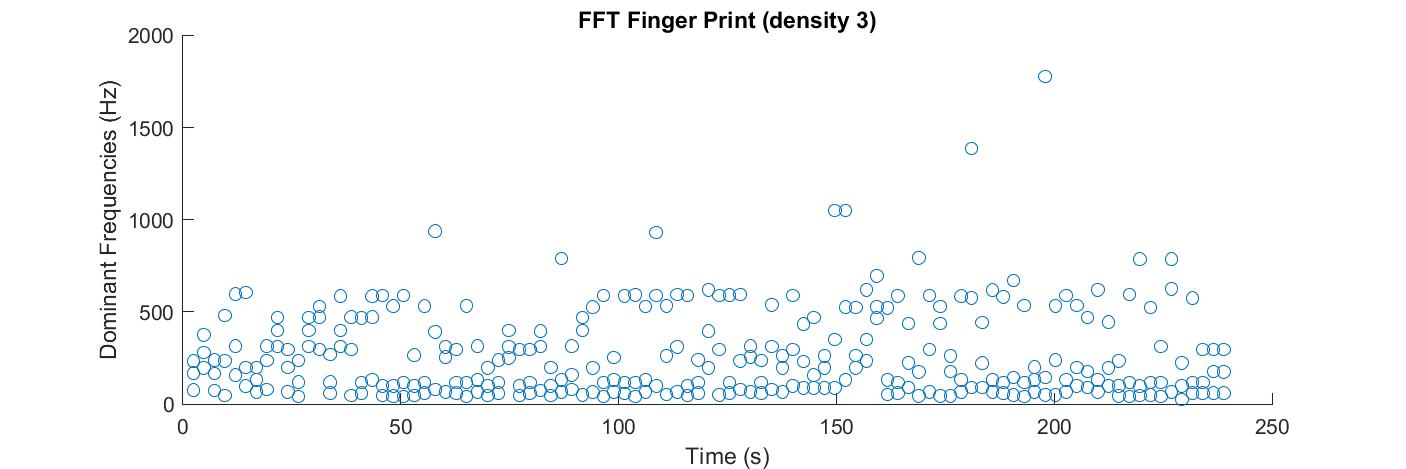 FFT Finger Print (density 3)
2000
1500
1000
500
0
Dominant Frequencies (Hz)
0 50 100 150 200 250
Time (s)